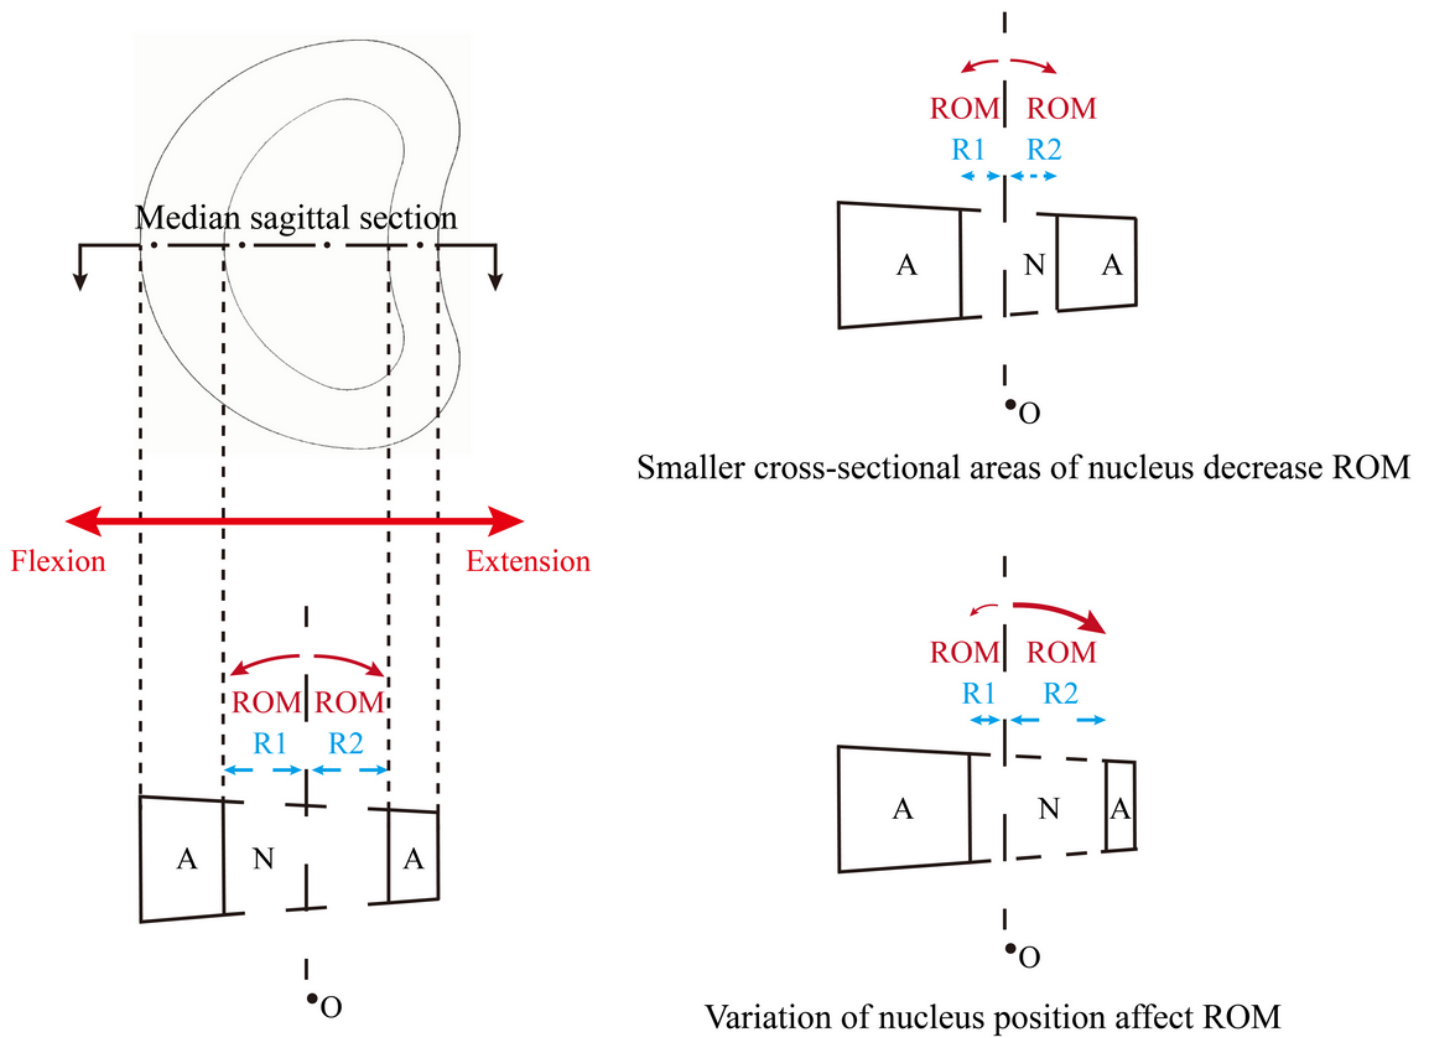 Median sagittal section
Flexion
Extension
ROM ROM
R1 R2
A N A
O
ROM ROM
R1 R2
A N A
O
Smaller cross-sectional areas of nucleus decrease ROM
ROM ROM
R1 R2
A N A
O
Variation of nucleus position affect ROM